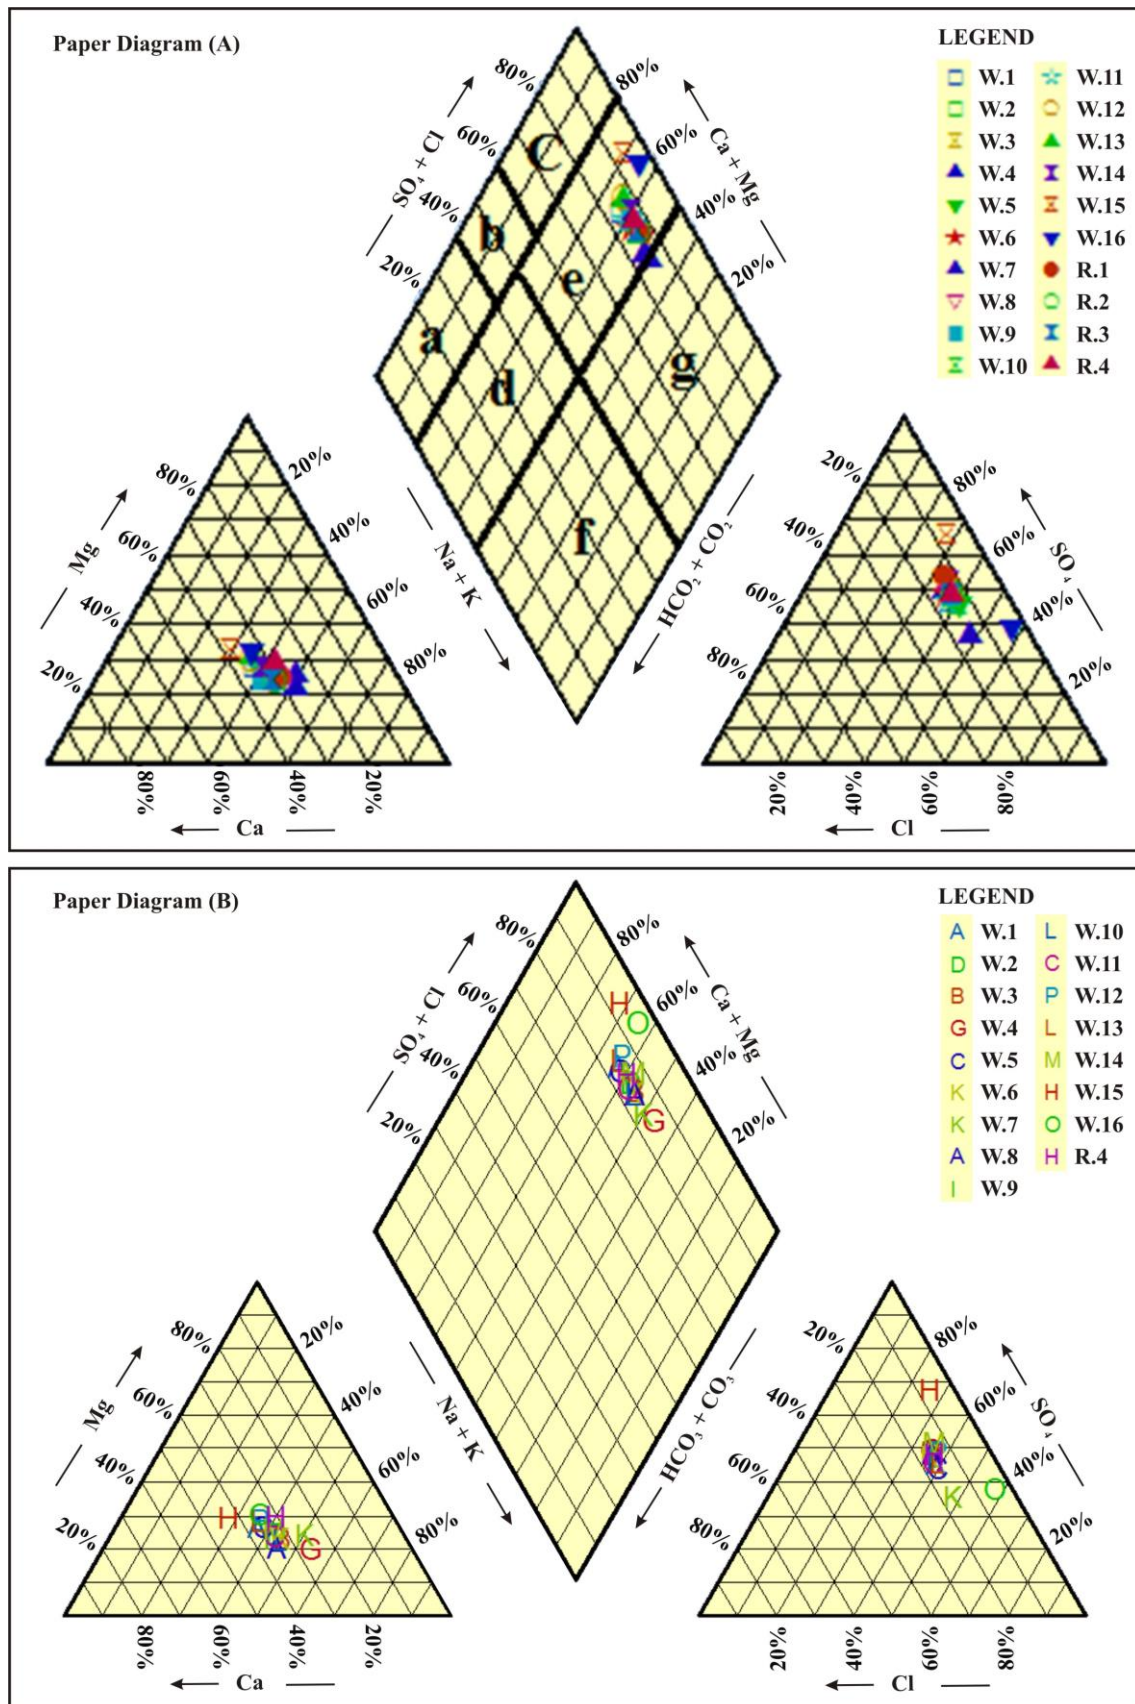 Paper Diagram (A)
LEGEND
W.1
W.2
W.3
W.4
W.5
W.6
W.7
W.8
W.9
W.10
W.11
W.12
W.13
W.14
W.15
W.16
R.1
R.2
R.3
R.4
80%
60%
40%
20%
SO₄ + Cl
80%
60%
40%
20%
Ca + Mg
C
b
a
e
d
g
f
Na + K
HCO₂ + CO₂
80%
60%
40%
20%
Mg
20%
40%
60%
80%
80%
60%
40%
20%
Ca
20%
40%
60%
80%
80%
60%
40%
20%
SO₄
20%
40%
60%
80%
Cl
Paper Diagram (B)
LEGEND
A W.1
D W.2
B W.3
G W.4
C W.5
K W.6
K W.7
A W.8
I W.9
L W.10
C W.11
P W.12
L W.13
M W.14
H W.15
O W.16
H R.4
80%
60%
40%
20%
SO₄ + Cl
80%
60%
40%
20%
Ca + Mg
H
O
P
K
G
Na + K
HCO₃ + CO₃
80%
60%
40%
20%
Mg
20%
40%
60%
80%
H
H
K
G
A
80%
60%
40%
20%
Ca
20%
40%
60%
80%
80%
60%
40%
20%
SO₄
H
M
K
O
20%
40%
60%
80%
Cl